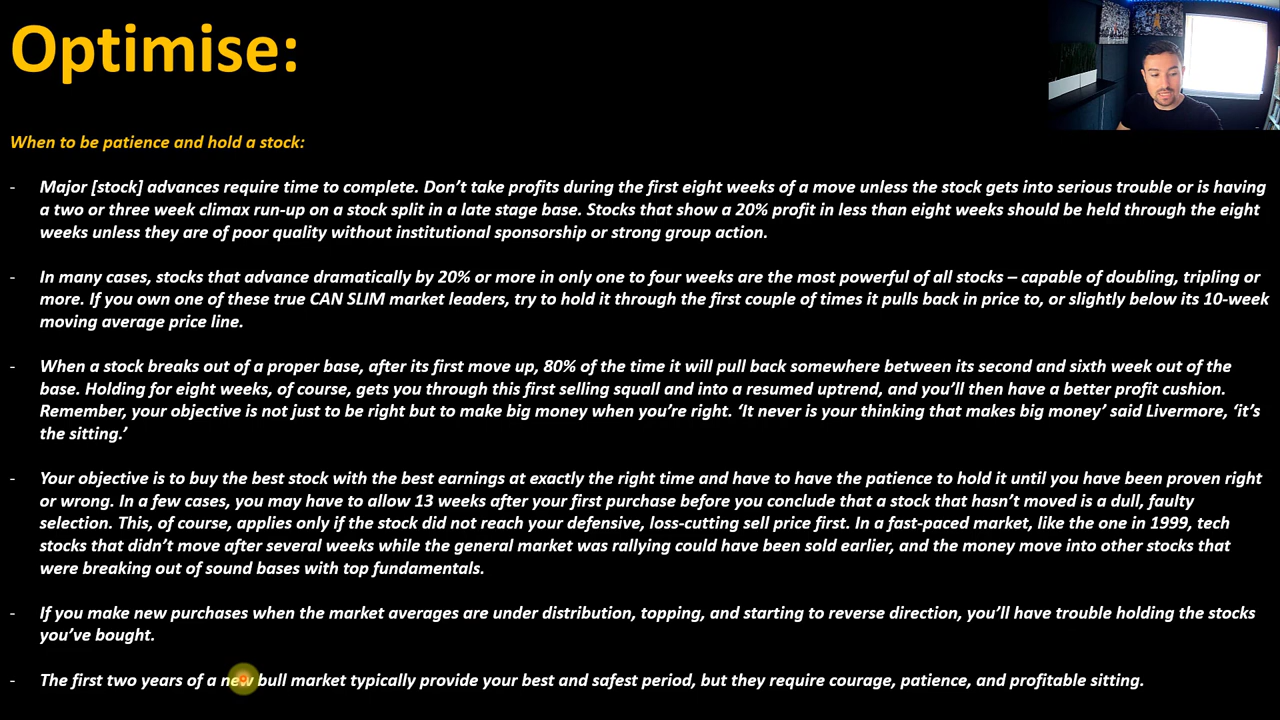 Optimise:
When to be patience and hold a stock:
- Major [stock] advances require time to complete. Don’t take profits during the first eight weeks of a move unless the stock gets into serious trouble or is having
a two or three week climax run-up on a stock split in a late stage base. Stocks that show a 20% profit in less than eight weeks should be held through the eight
weeks unless they are of poor quality without institutional sponsorship or strong group action.
- In many cases, stocks that advance dramatically by 20% or more in only one to four weeks are the most powerful of all stocks – capable of doubling, tripling or
more. If you own one of these true CAN SLIM market leaders, try to hold it through the first couple of times it pulls back in price to, or slightly below its 10-week
moving average price line.
- When a stock breaks out of a proper base, after its first move up, 80% of the time it will pull back somewhere between its second and sixth week out of the
base. Holding for eight weeks, of course, gets you through this first selling squall and into a resumed uptrend, and you’ll then have a better profit cushion.
Remember, your objective is not just to be right but to make big money when you’re right. ‘It never is your thinking that makes big money’ said Livermore, ‘it’s
the sitting.’
- Your objective is to buy the best stock with the best earnings at exactly the right time and have to have the patience to hold it until you have been proven right
or wrong. In a few cases, you may have to allow 13 weeks after your first purchase before you conclude that a stock that hasn’t moved is a dull, faulty
selection. This, of course, applies only if the stock did not reach your defensive, loss-cutting sell price first. In a fast-paced market, like the one in 1999, tech
stocks that didn’t move after several weeks while the general market was rallying could have been sold earlier, and the money move into other stocks that
were breaking out of sound bases with top fundamentals.
- If you make new purchases when the market averages are under distribution, topping, and starting to reverse direction, you’ll have trouble holding the stocks
you’ve bought.
- The first two years of a new bull market typically provide your best and safest period, but they require courage, patience, and profitable sitting.